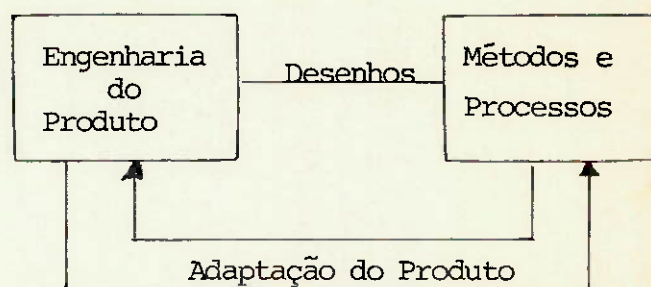 Engenharia
do
Produto
Desenhos
Métodos e
Processos
Adaptação do Produto